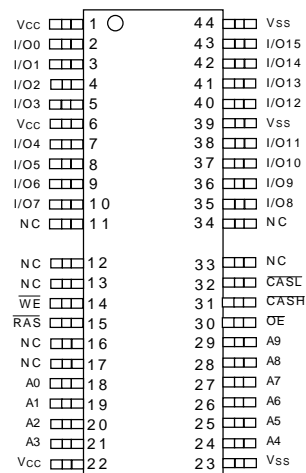 Vcc 1 44 Vss
I/O0 2 43 I/O15
I/O1 3 42 I/O14
I/O2 4 41 I/O13
I/O3 5 40 I/O12
Vcc 6 39 Vss
I/O4 7 38 I/O11
I/O5 8 37 I/O10
I/O6 9 36 I/O9
I/O7 10 35 I/O8
NC 11 34 NC
NC 12 33 NC
NC 13 32 CASL
WE 14 31 CASH
RAS 15 30 OE
NC 16 29 A9
NC 17 28 A8
A0 18 27 A7
A1 19 26 A6
A2 20 25 A5
A3 21 24 A4
Vcc 22 23 Vss